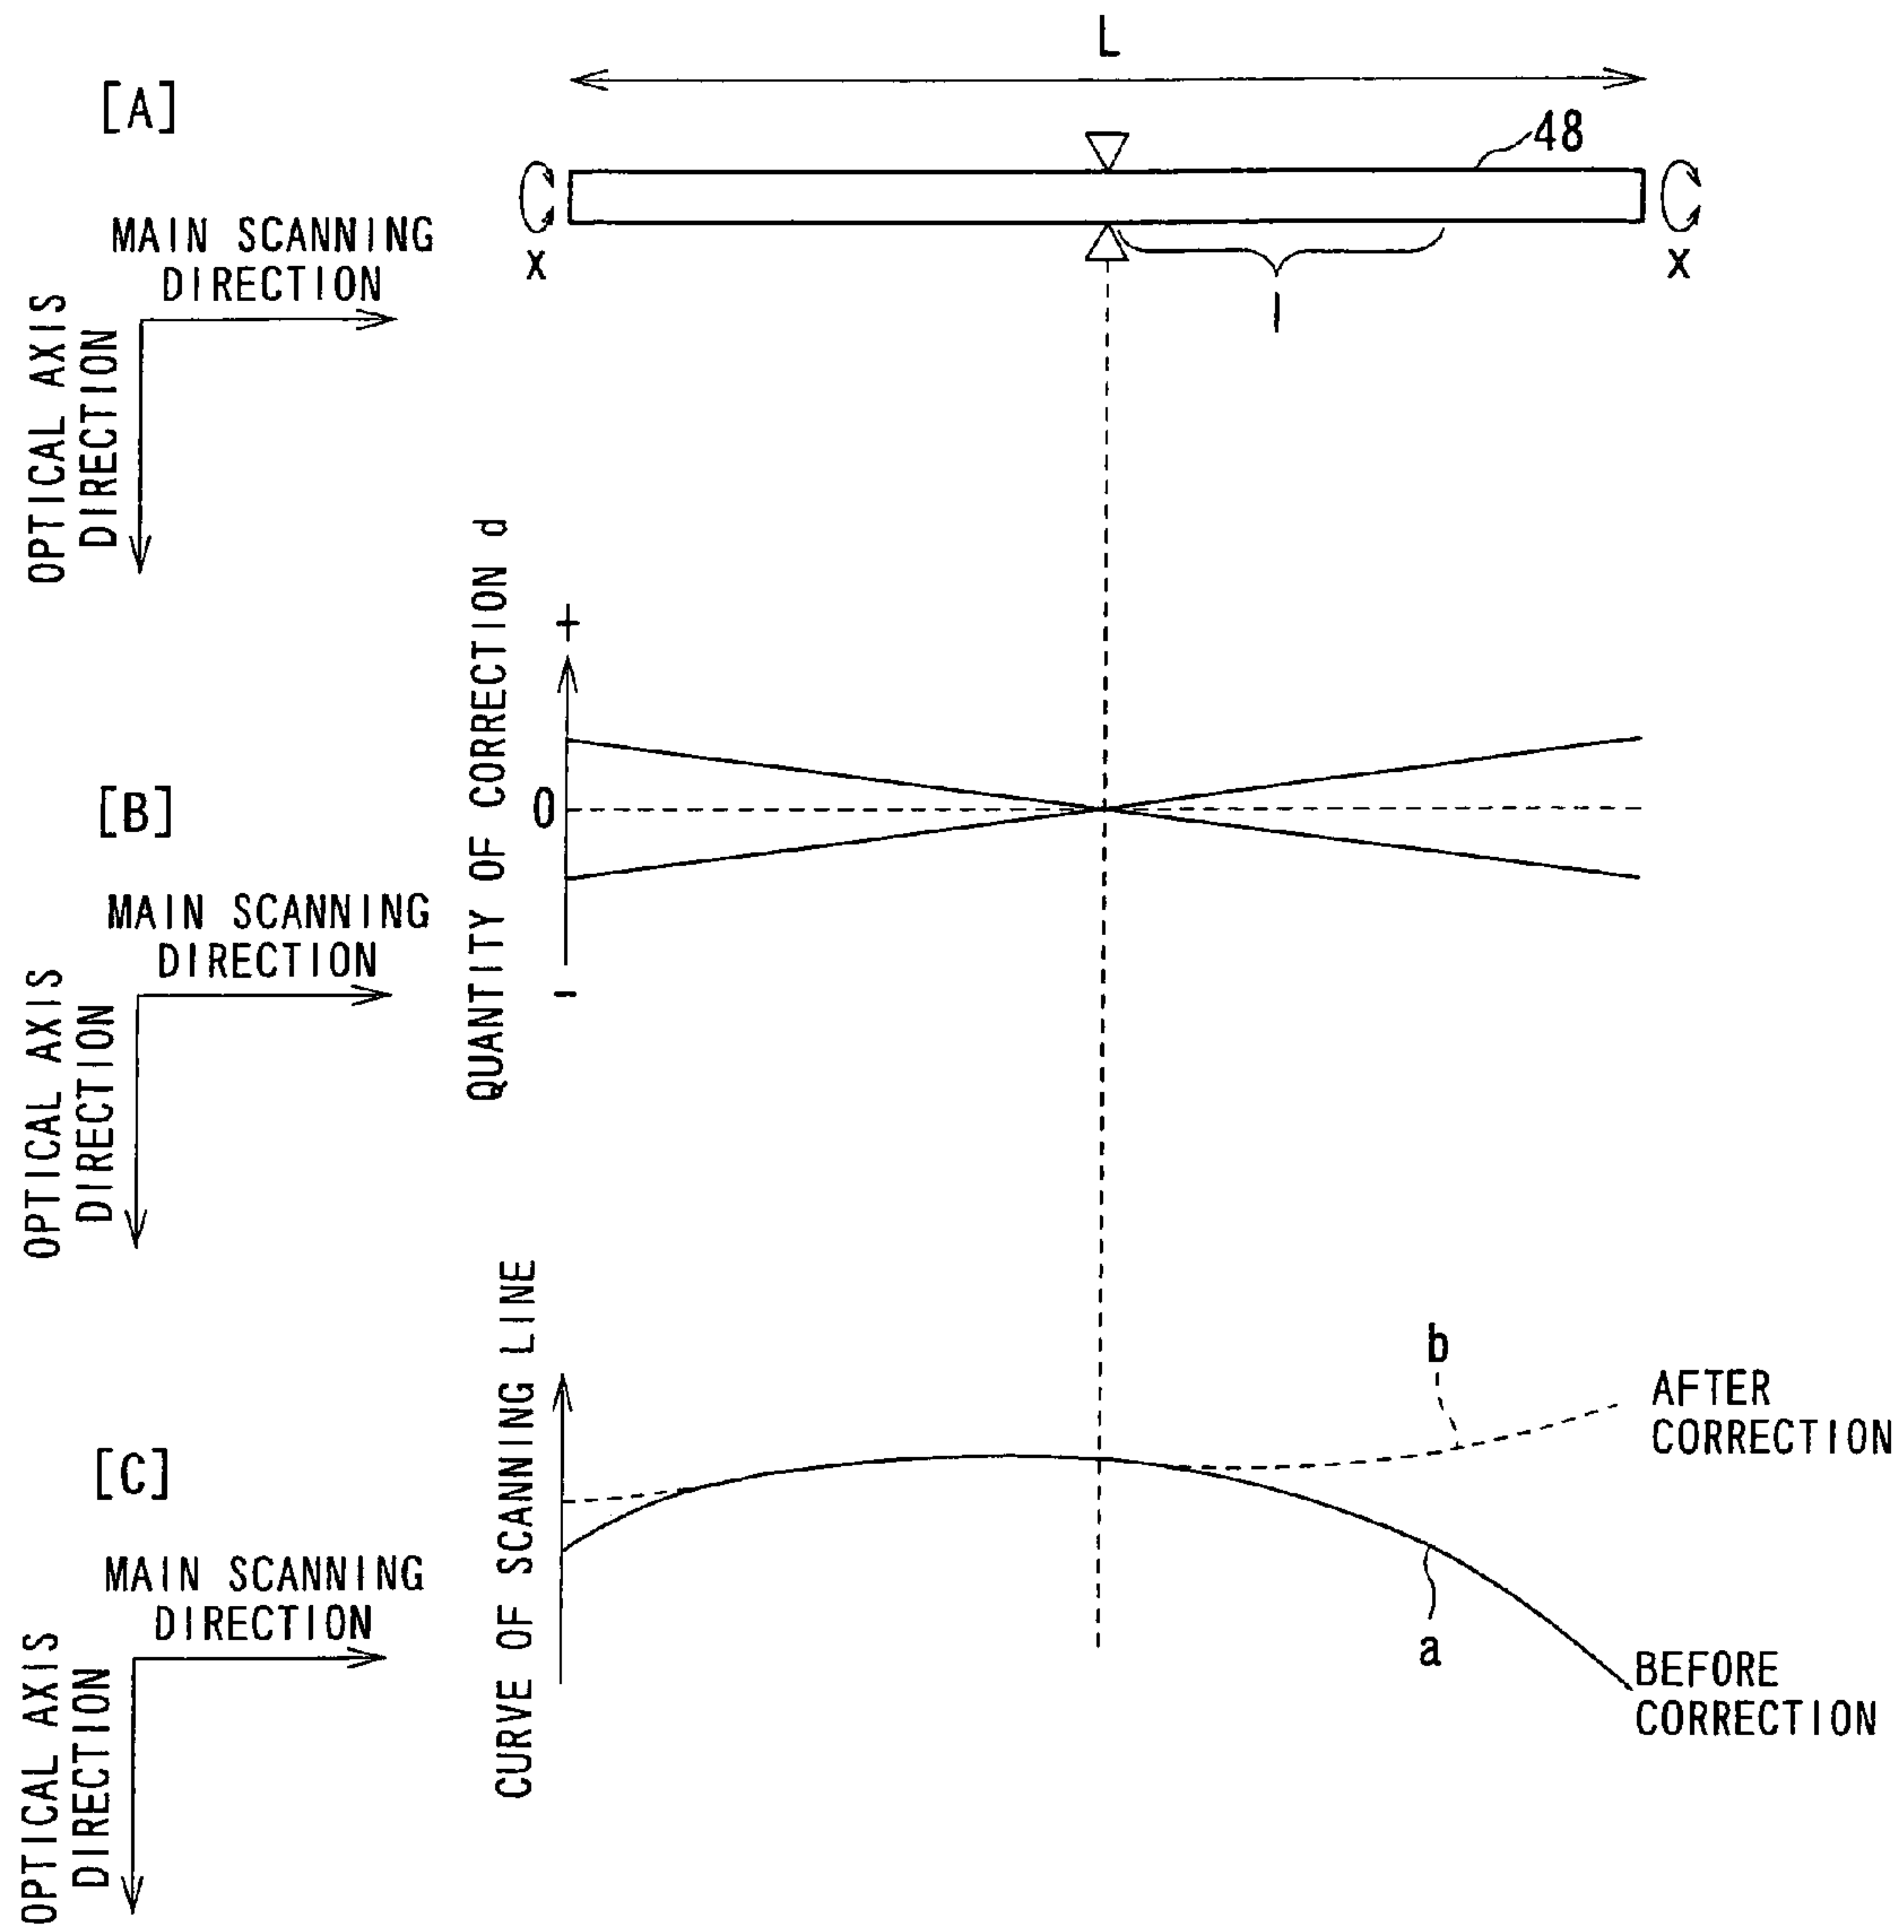 L
[A]
48
MAIN SCANNING
DIRECTION
x
x
l
OPTICAL AXIS
DIRECTION
QUANTITY OF CORRECTION d
+
0
-
[B]
MAIN SCANNING
DIRECTION
OPTICAL AXIS
DIRECTION
CURVE OF SCANNING LINE
b
AFTER
CORRECTION
[C]
MAIN SCANNING
DIRECTION
a
BEFORE
CORRECTION
OPTICAL AXIS
DIRECTION